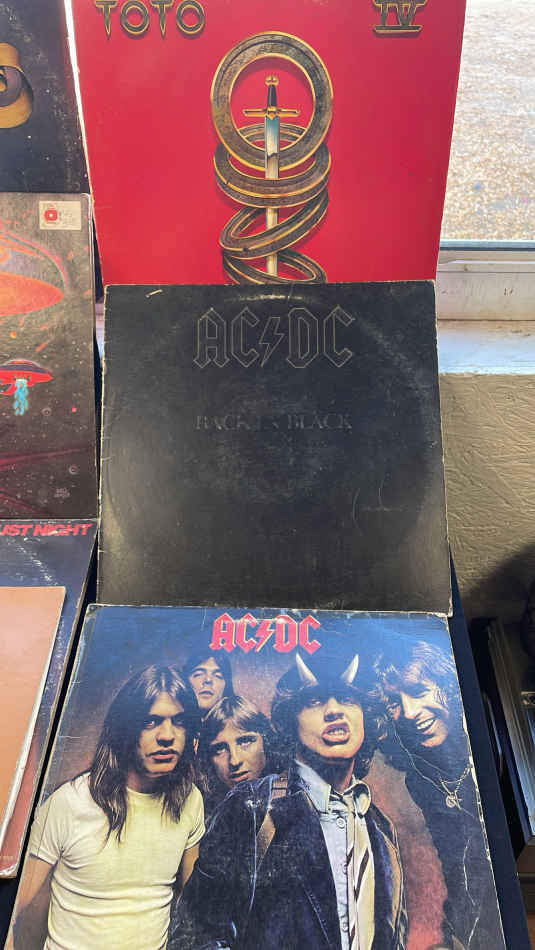 TOTO IV
AC⚡DC
BACK IN BLACK
UST NIGHT
AC⚡DC